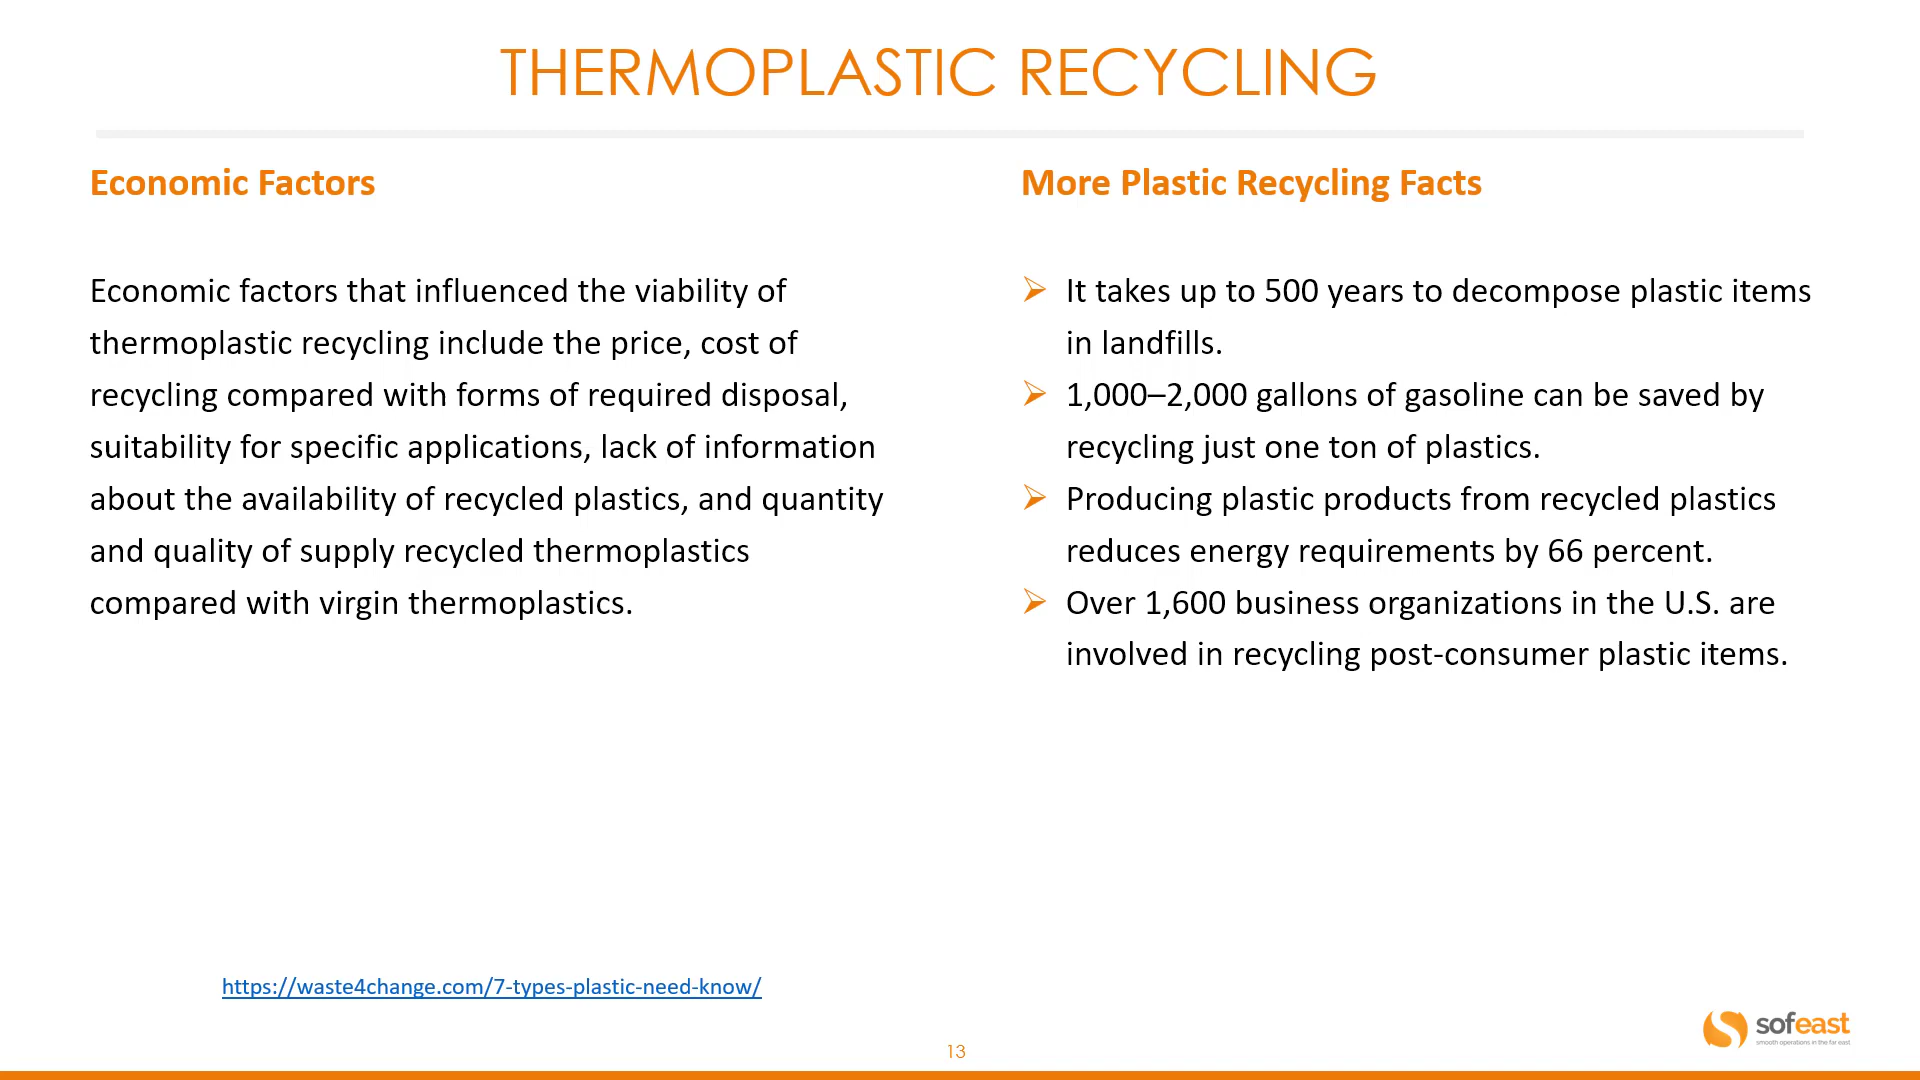 THERMOPLASTIC RECYCLING
Economic Factors
Economic factors that influenced the viability of
thermoplastic recycling include the price, cost of
recycling compared with forms of required disposal,
suitability for specific applications, lack of information
about the availability of recycled plastics, and quantity
and quality of supply recycled thermoplastics
compared with virgin thermoplastics.
More Plastic Recycling Facts
It takes up to 500 years to decompose plastic items
in landfills.
1,000–2,000 gallons of gasoline can be saved by
recycling just one ton of plastics.
Producing plastic products from recycled plastics
reduces energy requirements by 66 percent.
Over 1,600 business organizations in the U.S. are
involved in recycling post-consumer plastic items.
https://waste4change.com/7-types-plastic-need-know/
sofeast
smooth operations in the far east
13